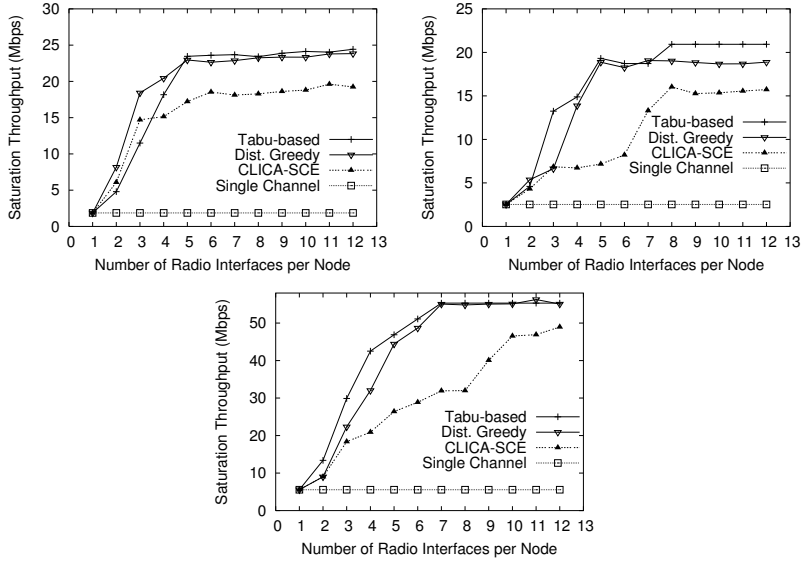 30
25
20
15
10
5
0
0 1 2 3 4 5 6 7 8 9 10 11 12 13
Saturation Throughput (Mbps)
Number of Radio Interfaces per Node
Tabu-based
Dist. Greedy
CLICA-SCE
Single Channel
25
20
15
10
5
0
0 1 2 3 4 5 6 7 8 9 10 11 12 13
Saturation Throughput (Mbps)
Number of Radio Interfaces per Node
Tabu-based
Dist. Greedy
CLICA-SCE
Single Channel
50
40
30
20
10
0
0 1 2 3 4 5 6 7 8 9 10 11 12 13
Saturation Throughput (Mbps)
Number of Radio Interfaces per Node
Tabu-based
Dist. Greedy
CLICA-SCE
Single Channel